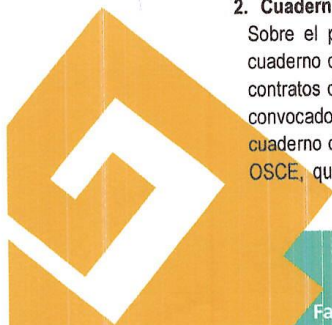 2. Cuadern
Sobre el p
cuaderno d
contratos d
convocado
cuaderno d
OSCE, qu
Fa